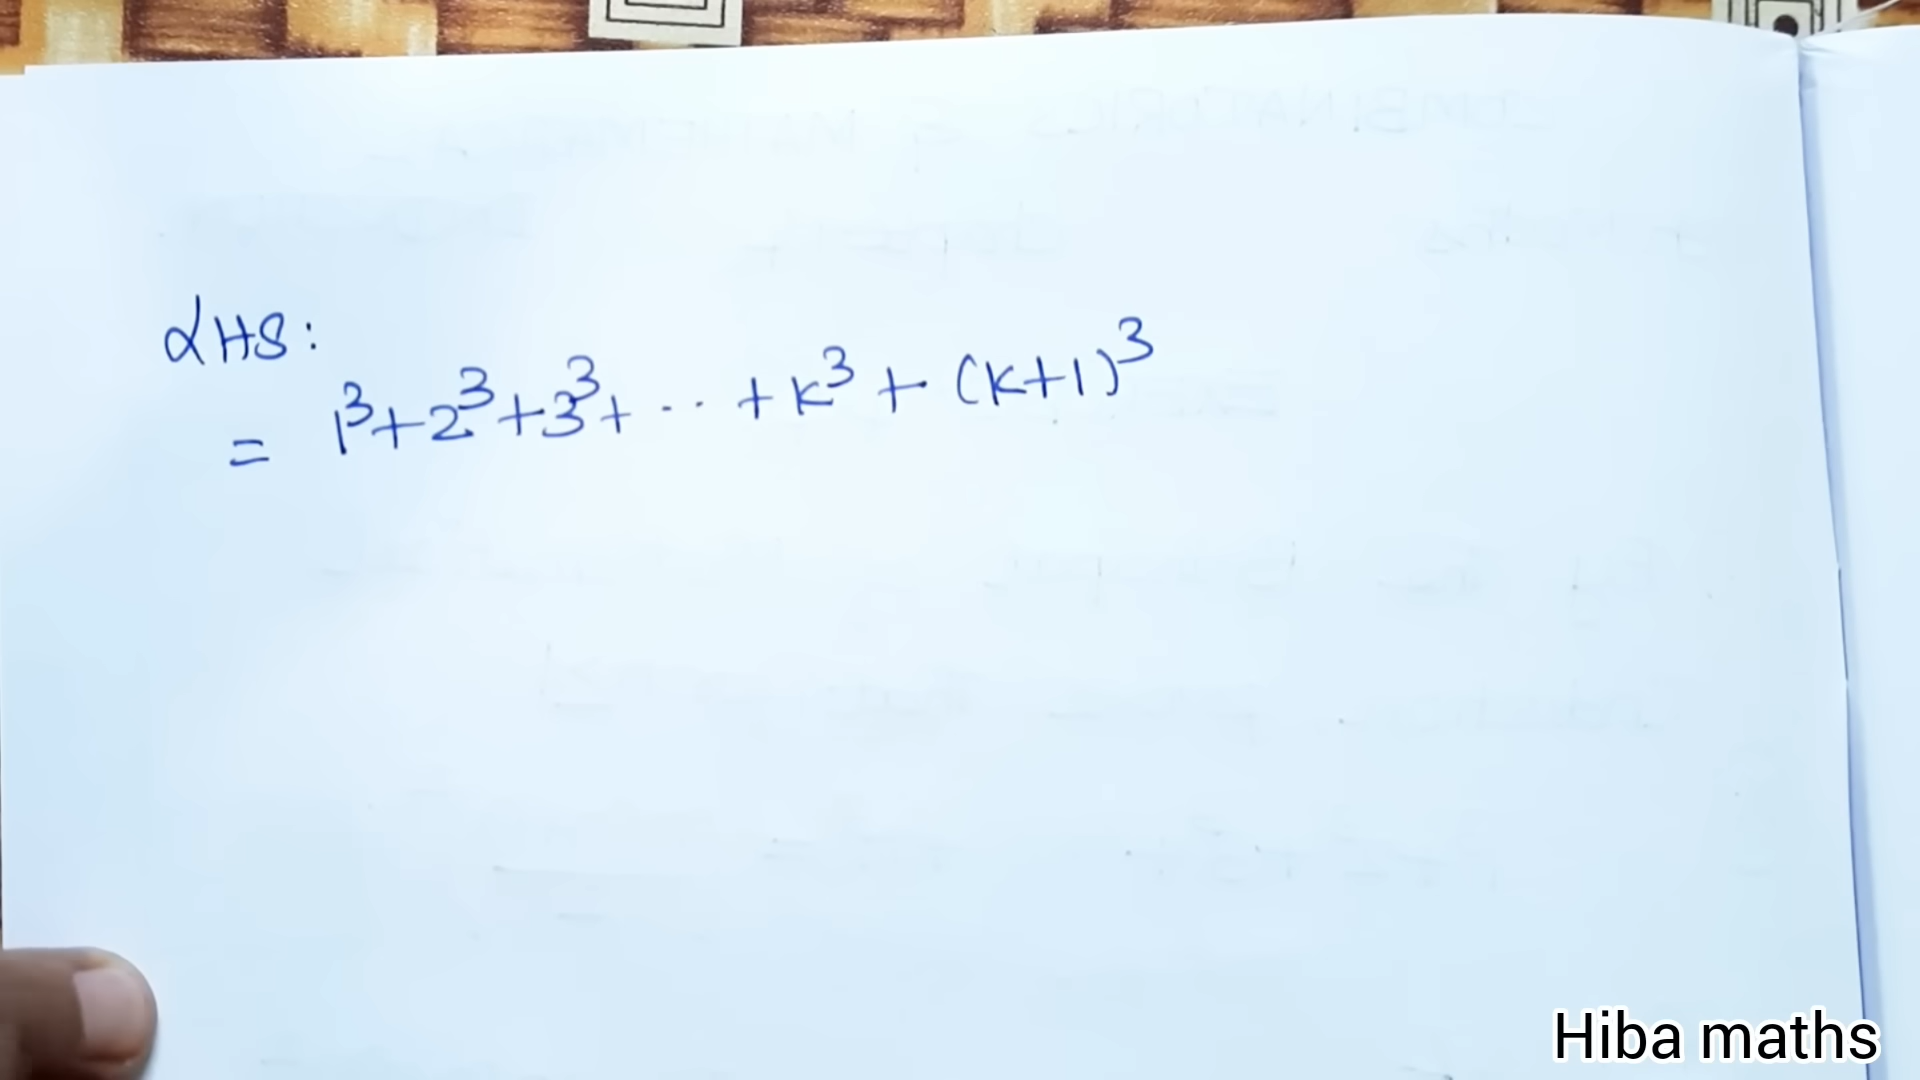 LHS:
= 1³+2³+3³+ ... +k³ + (k+1)³
Hiba maths